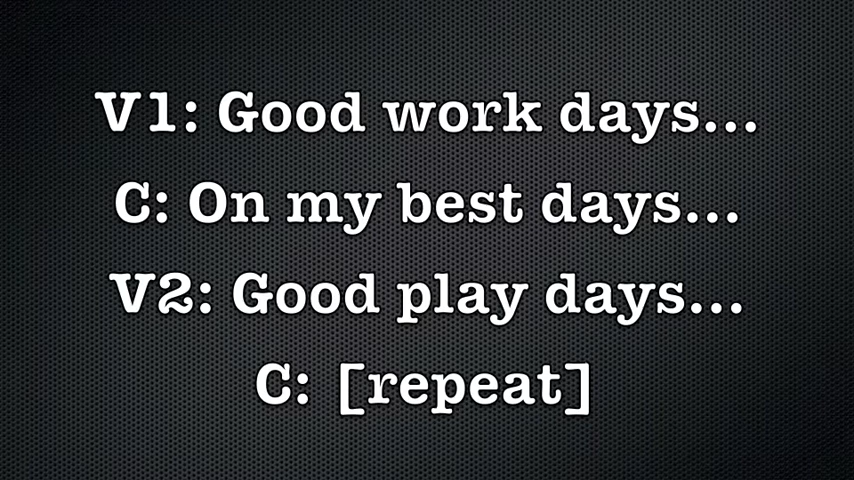 V1: Good work days...
C: On my best days...
V2: Good play days...
C: [repeat]